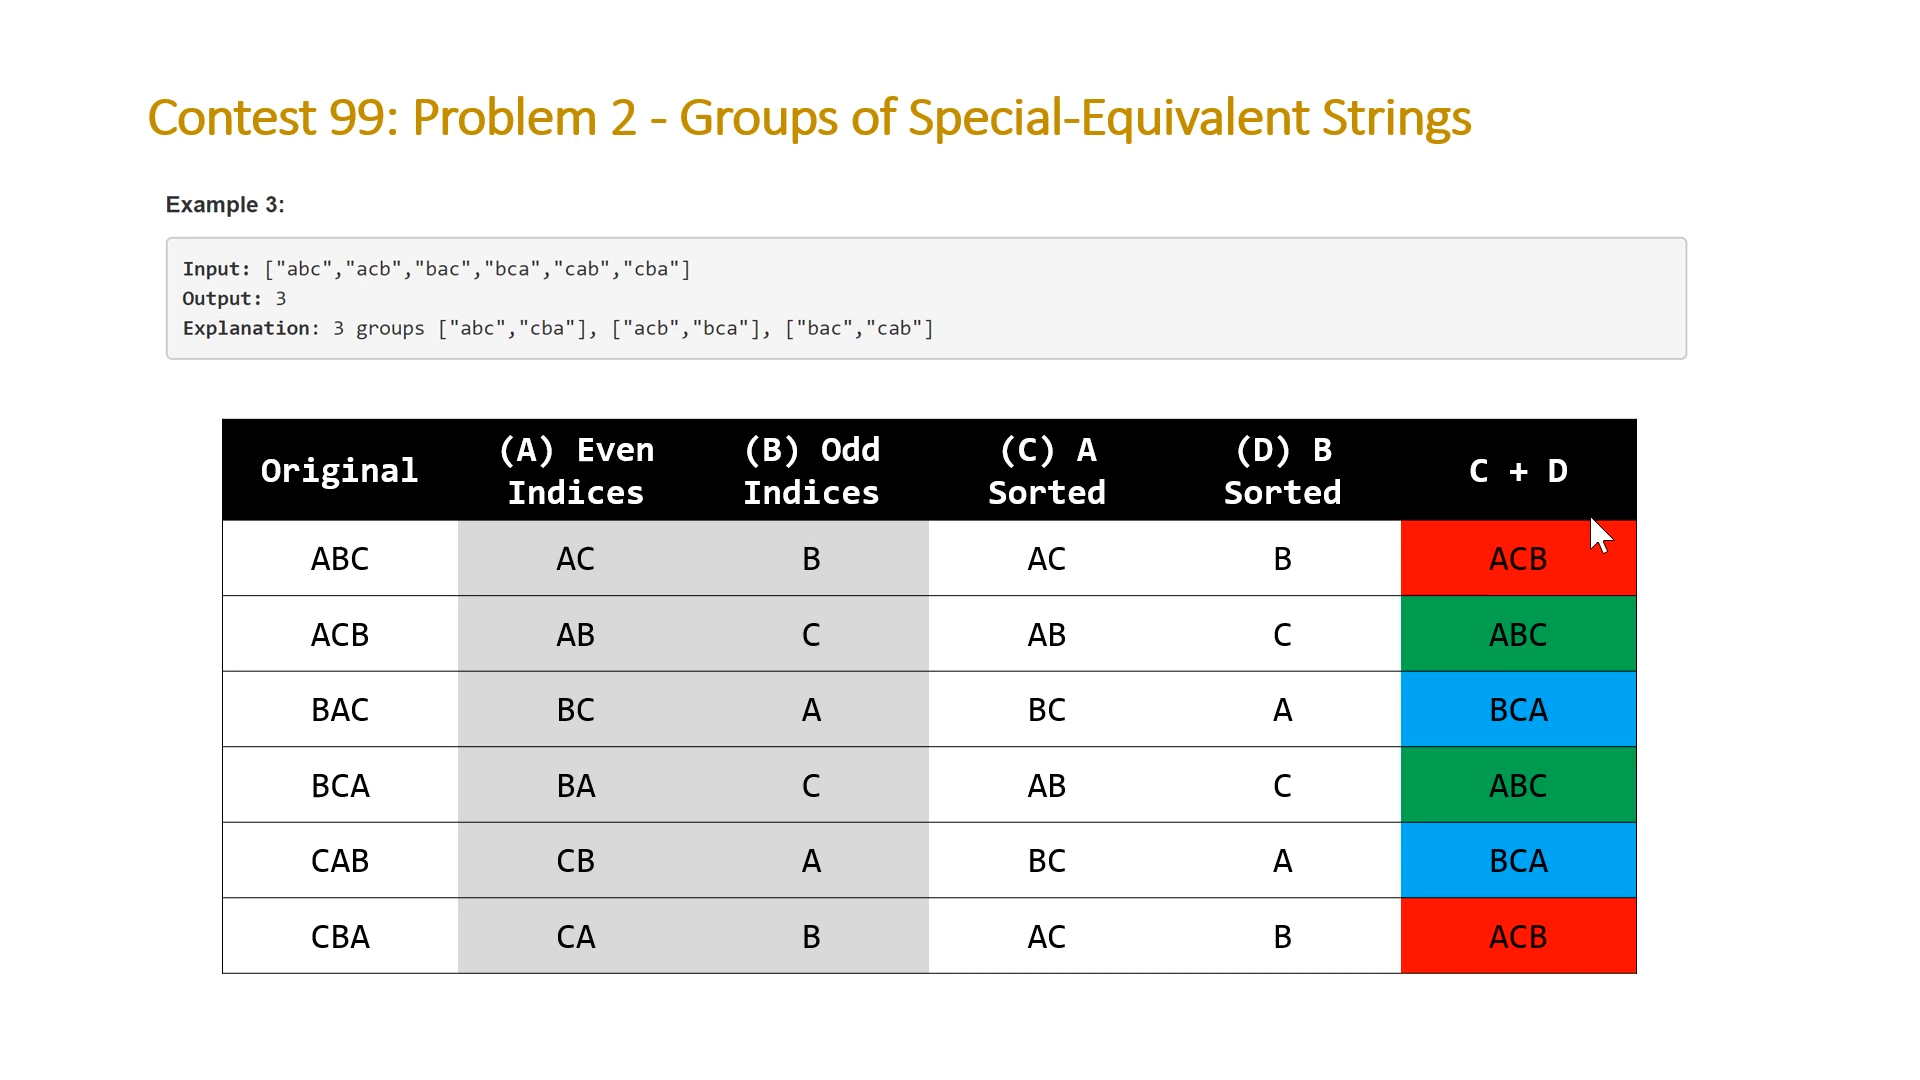 Contest 99: Problem 2 - Groups of Special-Equivalent Strings
Example 3:
Input: ["abc","acb","bac","bca","cab","cba"]
Output: 3
Explanation: 3 groups ["abc","cba"], ["acb","bca"], ["bac","cab"]
Original (A) Even Indices (B) Odd Indices (C) A Sorted (D) B Sorted C + D
ABC AC B AC B ACB
ACB AB C AB C ABC
BAC BC A BC A BCA
BCA BA C AB C ABC
CAB CB A BC A BCA
CBA CA B AC B ACB